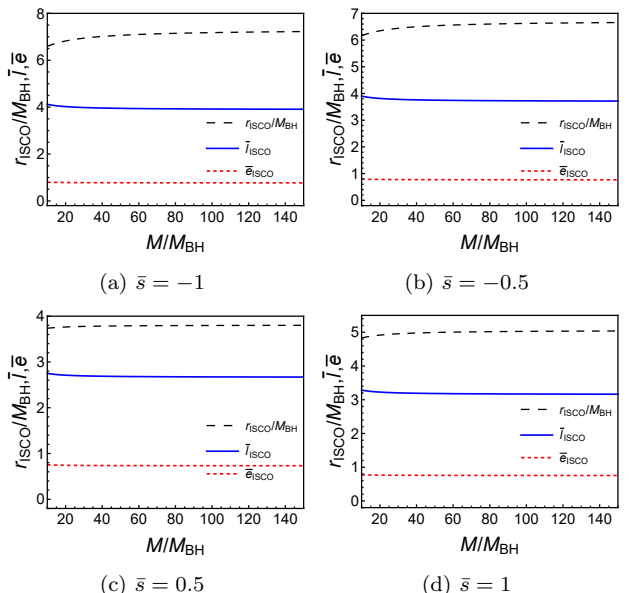 8
6
4
2
0
r_ISCO/M_BH, l̄, ē
r_ISCO/M_BH
l̄_ISCO
ē_ISCO
20 40 60 80 100 120 140
M/M_BH
(a) s̄ = −1
7
6
5
4
3
2
1
0
r_ISCO/M_BH, l̄, ē
r_ISCO/M_BH
l̄_ISCO
ē_ISCO
20 40 60 80 100 120 140
M/M_BH
(b) s̄ = −0.5
4
3
2
1
0
r_ISCO/M_BH, l̄, ē
r_ISCO/M_BH
l̄_ISCO
ē_ISCO
20 40 60 80 100 120 140
M/M_BH
(c) s̄ = 0.5
5
4
3
2
1
0
r_ISCO/M_BH, l̄, ē
r_ISCO/M_BH
l̄_ISCO
ē_ISCO
20 40 60 80 100 120 140
M/M_BH
(d) s̄ = 1